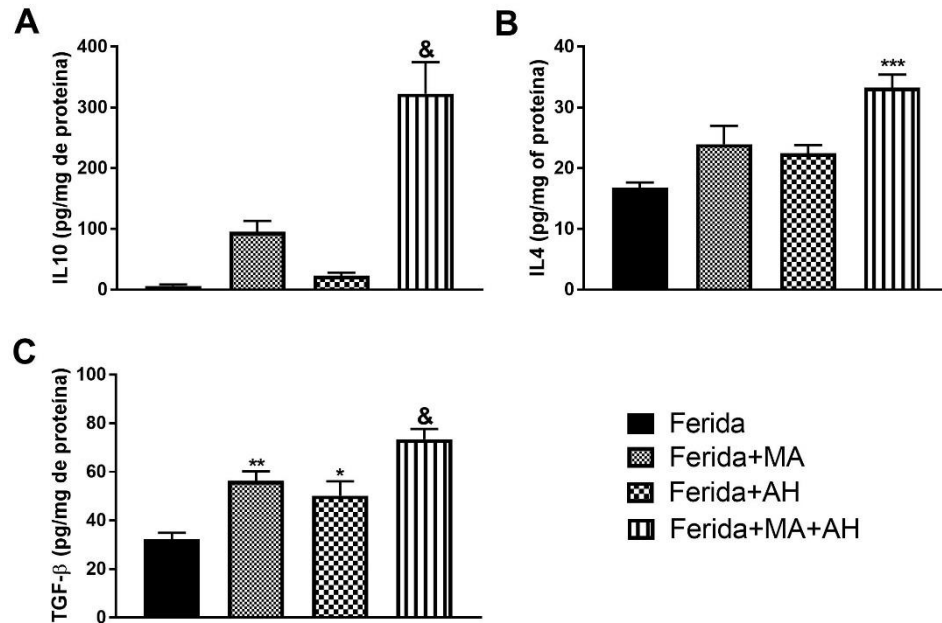 A
IL10 (pg/mg de proteína)
400
300
200
100
0
&
B
IL4 (pg/mg of proteína)
40
30
20
10
0
***
C
TGF-β (pg/mg de proteína)
100
80
60
40
20
0
**
*
&
Ferida
Ferida+MA
Ferida+AH
Ferida+MA+AH